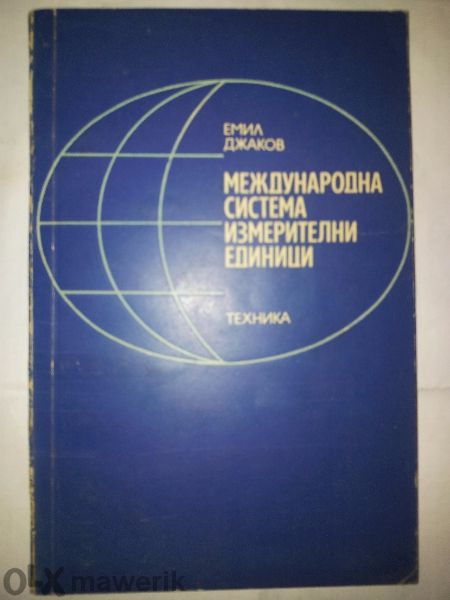 ЕМИЛ
ДЖАКОВ
МЕЖДУНАРОДНА
СИСТЕМА
ИЗМЕРИТЕЛНИ
ЕДИНИЦИ
ТЕХНИКА
OLX mawerik